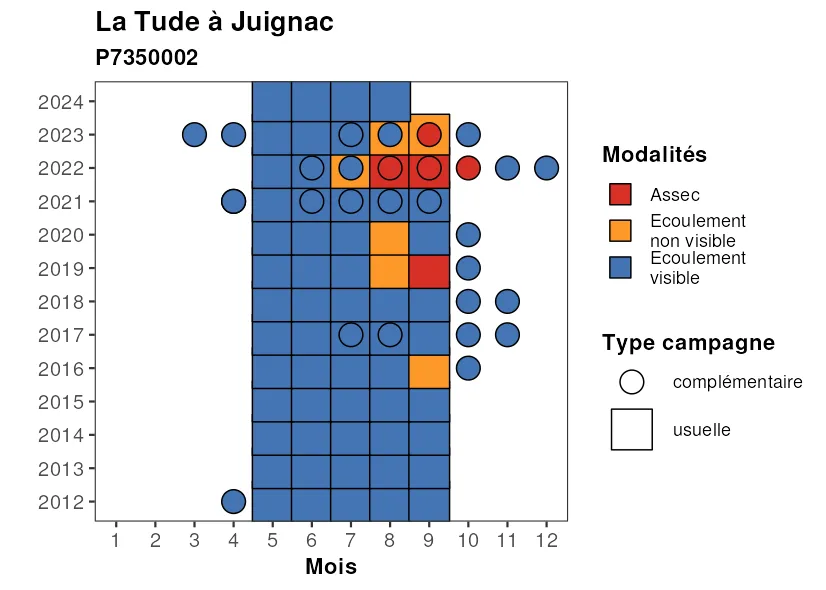 La Tude à Juignac
P7350002
2024
2023
2022
2021
2020
2019
2018
2017
2016
2015
2014
2013
2012
1 2 3 4 5 6 7 8 9 10 11 12
Mois
Modalités
Assec
Ecoulement
non visible
Ecoulement
visible
Type campagne
complémentaire
usuelle